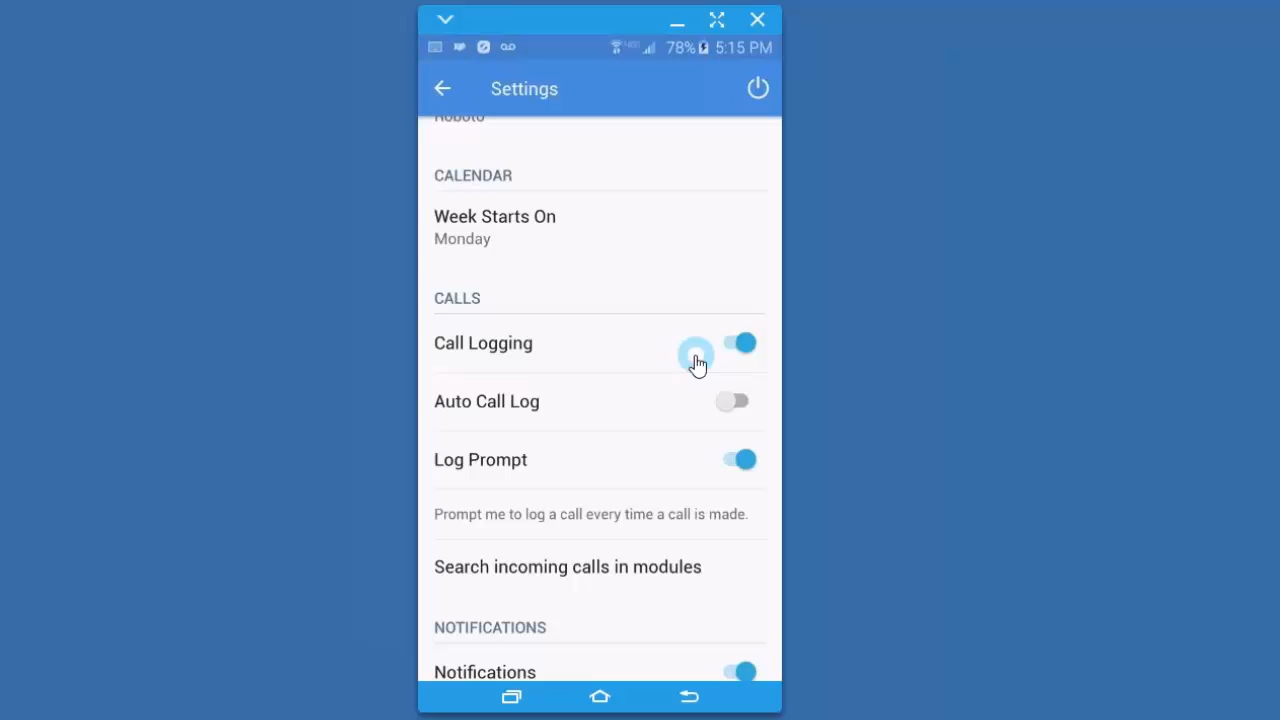 78% 5:15 PM
Settings
Roboto
CALENDAR
Week Starts On
Monday
CALLS
Call Logging
Auto Call Log
Log Prompt
Prompt me to log a call every time a call is made.
Search incoming calls in modules
NOTIFICATIONS
Notifications